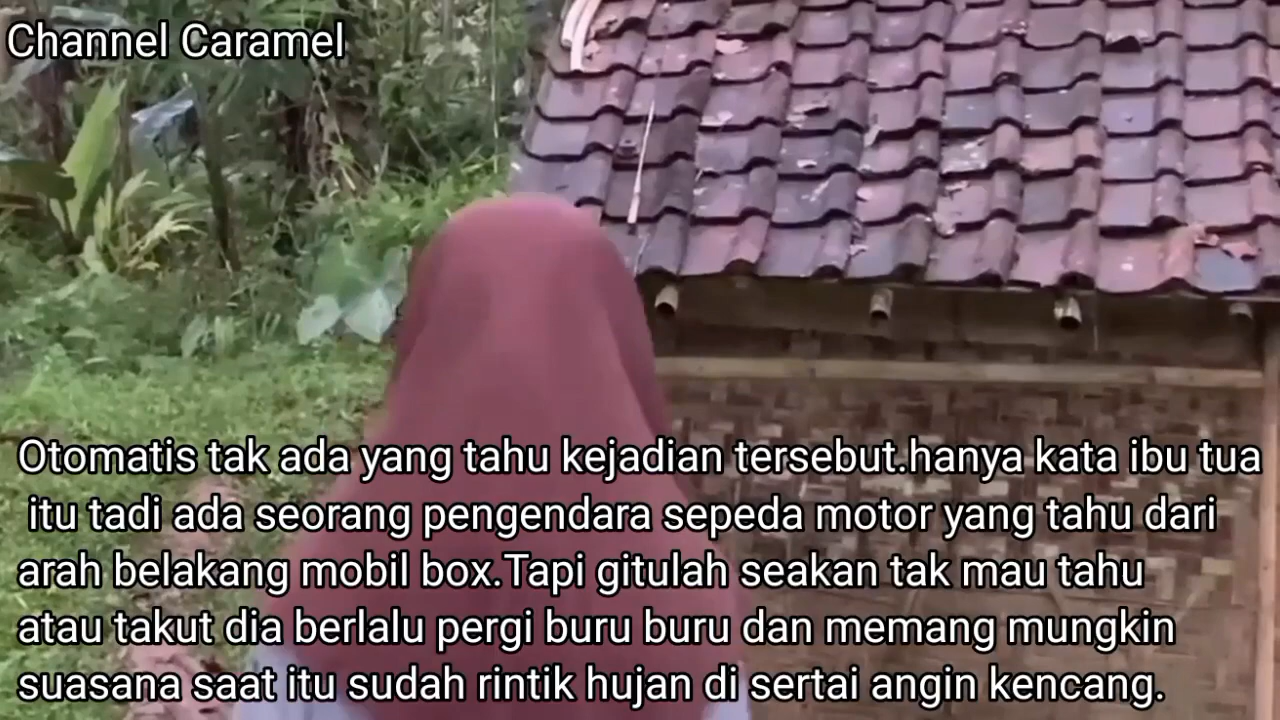 Channel Caramel
Otomatis tak ada yang tahu kejadian tersebut.hanya kata ibu tua
itu tadi ada seorang pengendara sepeda motor yang tahu dari
arah belakang mobil box.Tapi gitulah seakan tak mau tahu
atau takut dia berlalu pergi buru buru dan memang mungkin
suasana saat itu sudah rintik hujan di sertai angin kencang.